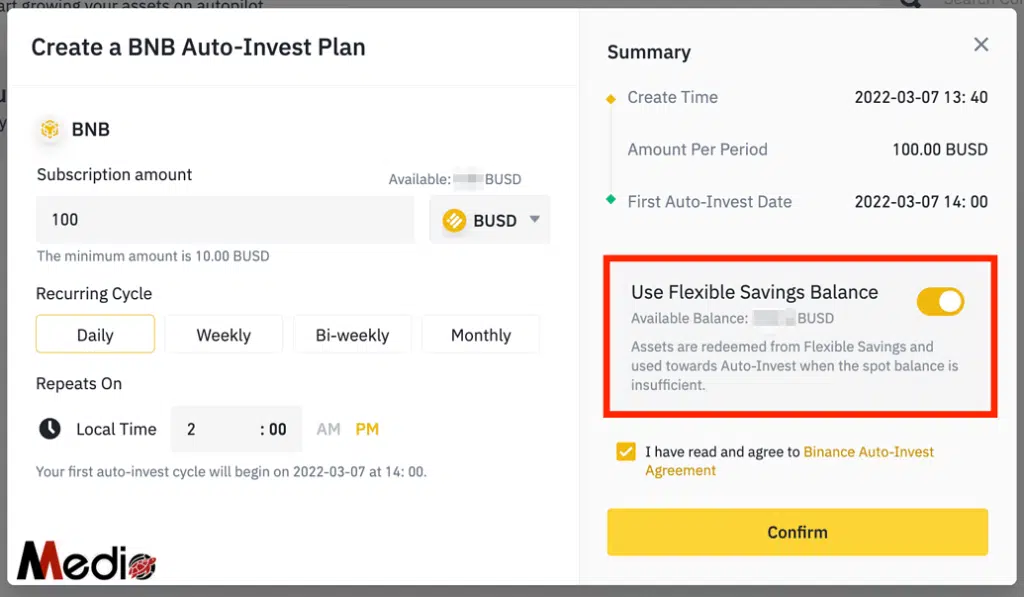 art growing your assets on autopilot
Create a BNB Auto-Invest Plan
BNB
Subscription amount
Available: BUSD
100
BUSD
The minimum amount is 10.00 BUSD
Recurring Cycle
Daily
Weekly
Bi-weekly
Monthly
Repeats On
Local Time
2 : 00
AM PM
Your first auto-invest cycle will begin on 2022-03-07 at 14: 00.
Medio
Summary
Create Time 2022-03-07 13: 40
Amount Per Period 100.00 BUSD
First Auto-Invest Date 2022-03-07 14: 00
Use Flexible Savings Balance
Available Balance: BUSD
Assets are redeemed from Flexible Savings and
used towards Auto-Invest when the spot balance is
insufficient.
I have read and agree to Binance Auto-Invest
Agreement
Confirm